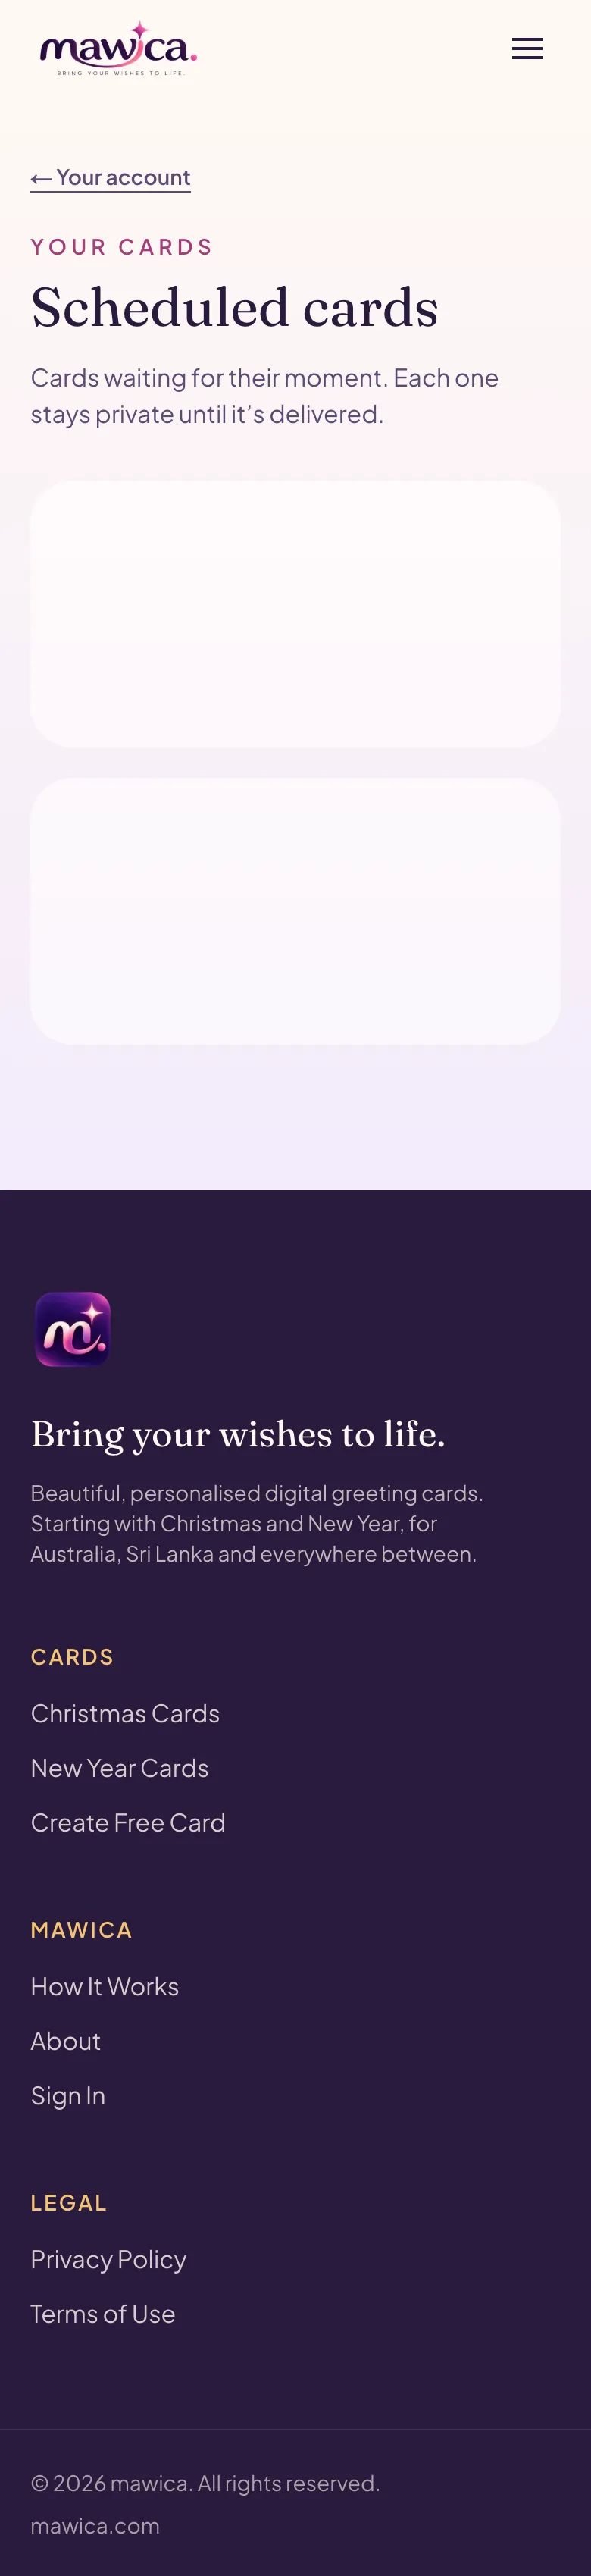 mawica.
BRING YOUR WISHES TO LIFE.
← Your account
YOUR CARDS
Scheduled cards
Cards waiting for their moment. Each one
stays private until it’s delivered.
m.
Bring your wishes to life.
Beautiful, personalised digital greeting cards.
Starting with Christmas and New Year, for
Australia, Sri Lanka and everywhere between.
CARDS
Christmas Cards
New Year Cards
Create Free Card
MAWICA
How It Works
About
Sign In
LEGAL
Privacy Policy
Terms of Use
© 2026 mawica. All rights reserved.
mawica.com